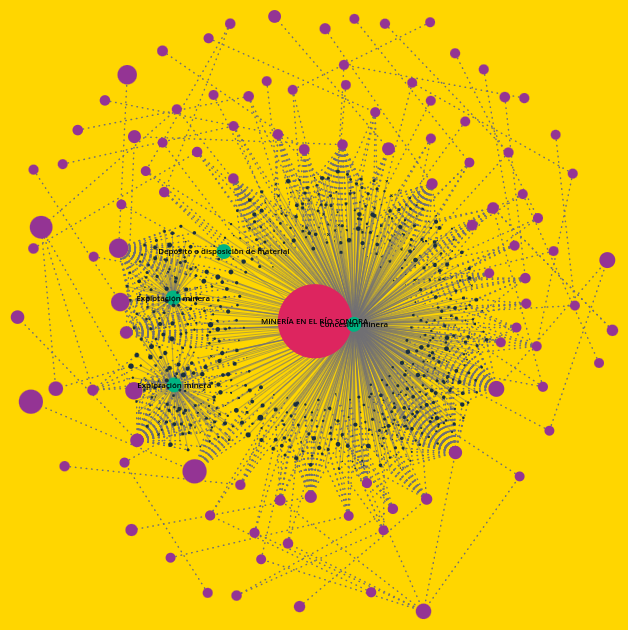 Depósito o disposición de material
Explotación minera
MINERÍA EN EL RÍO SONORA
Concesión minera
Exploración minera